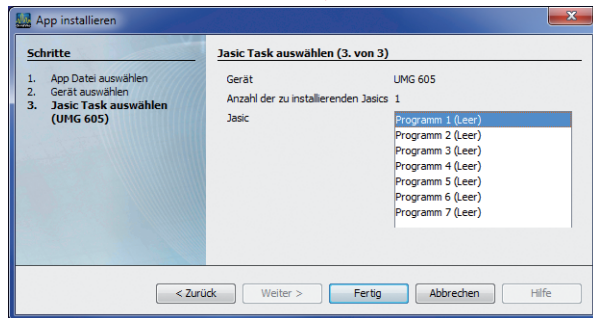 App installieren
Schritte
1. App Datei auswählen
2. Gerät auswählen
3. Jasic Task auswählen
(UMG 605)
Jasic Task auswählen (3. von 3)
Gerät UMG 605
Anzahl der zu installierenden Jasics 1
Jasic
Programm 1 (Leer)
Programm 2 (Leer)
Programm 3 (Leer)
Programm 4 (Leer)
Programm 5 (Leer)
Programm 6 (Leer)
Programm 7 (Leer)
< Zurück Weiter > Fertig Abbrechen Hilfe